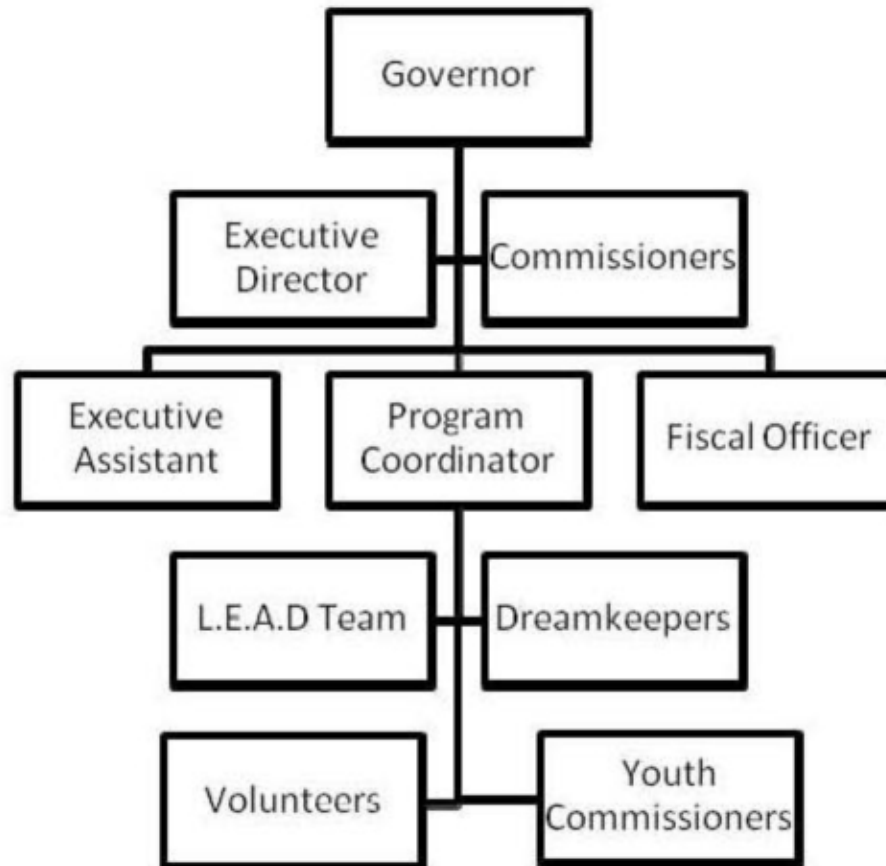 Governor
Executive
Director
Commissioners
Executive
Assistant
Program
Coordinator
Fiscal Officer
L.E.A.D Team
Dreamkeepers
Volunteers
Youth
Commissioners